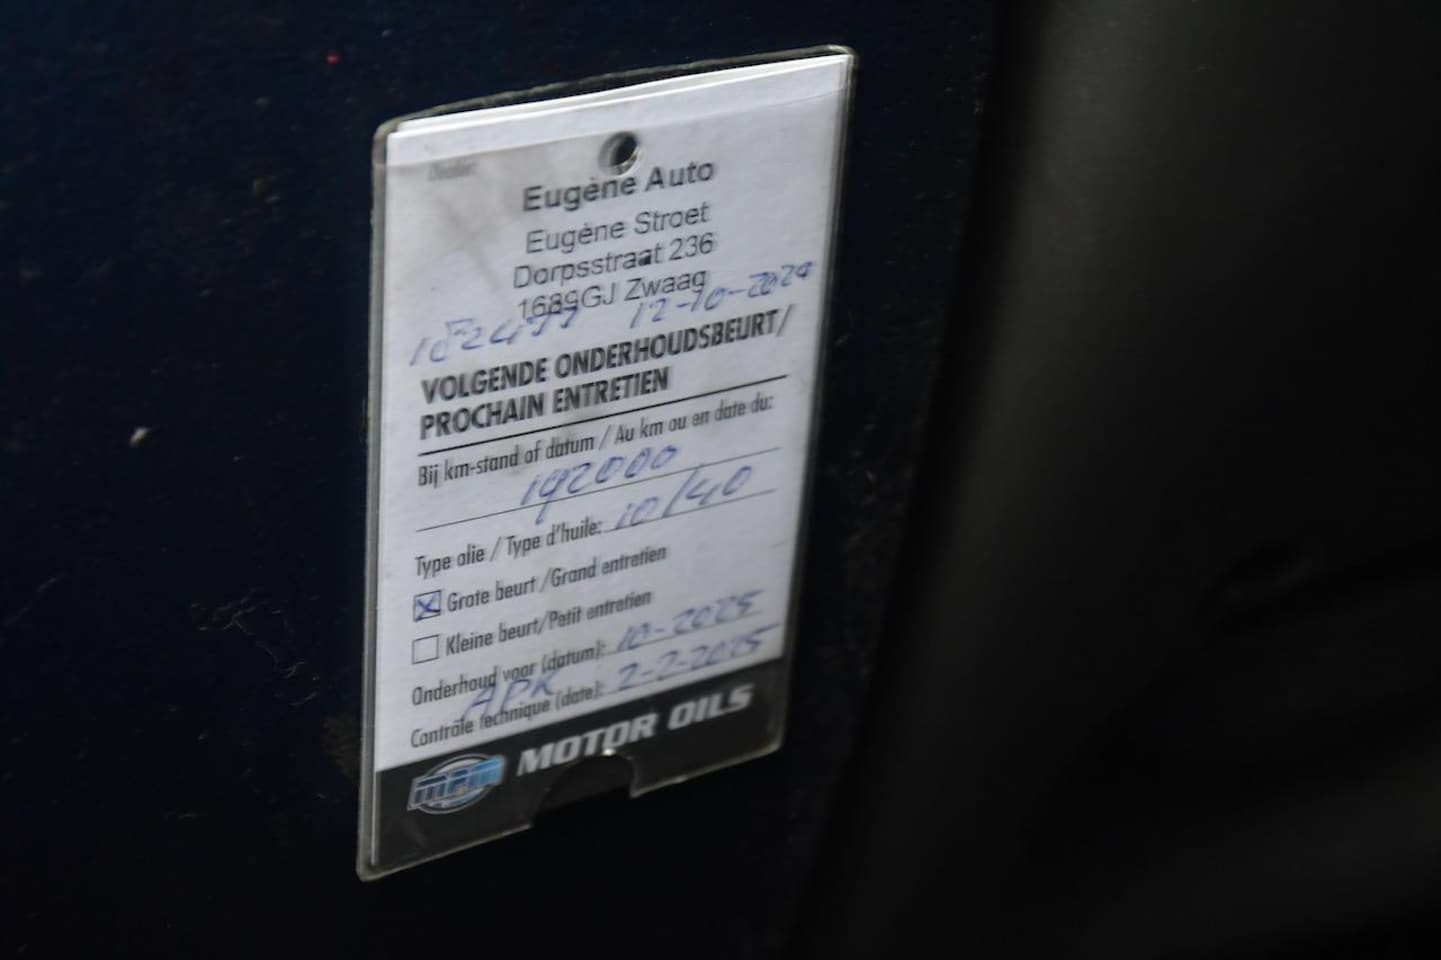 Dealer:
Eugène Auto
Eugène Stroet
Dorpsstraat 236
1689GJ Zwaag
12-10-2024
VOLGENDE ONDERHOUDSBEURT/
PROCHAIN ENTRETIEN
Bij km-stand of datum / Au km ou en date du:
192000
Type olie / Type d'huile: 10/40
Grote beurt /Grand entretien
Kleine beurt/Petit entretien
Onderhoud voor (datum): 10-2025
APK
Contrôle technique (date): 2-2-2025
mpm MOTOR OILS